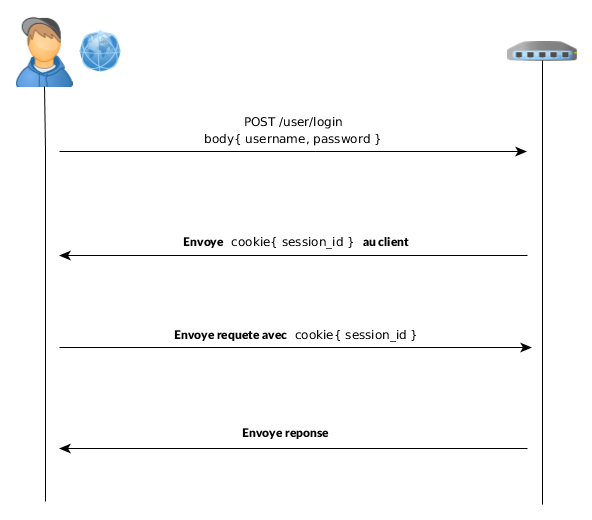 POST /user/login
body{ username, password }
Envoye cookie{ session_id } au client
Envoye requete avec cookie{ session_id }
Envoye reponse